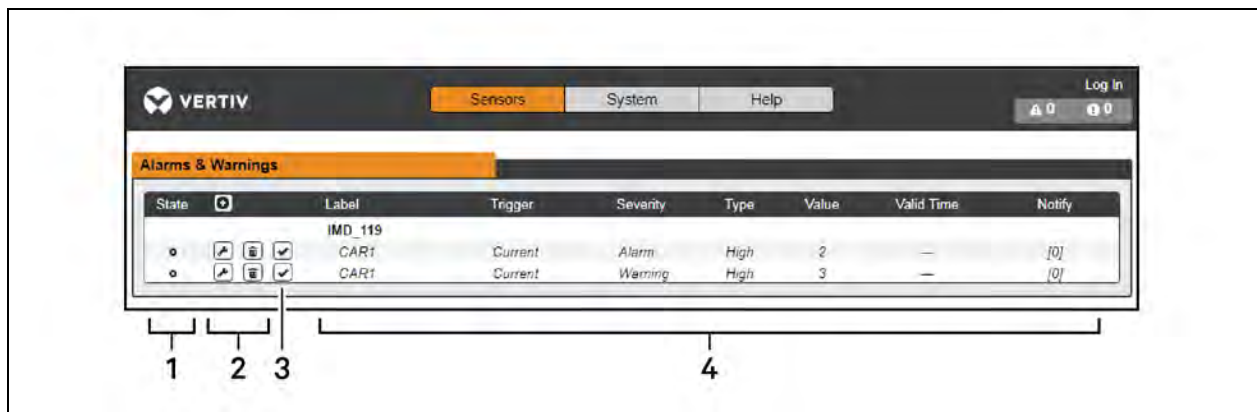 VERTIV
Sensors System Help
Log In
0 0
Alarms & Warnings
State Label Trigger Severity Type Value Valid Time Notify
IMD_119
CAR1 Current Alarm High 2 — [0]
CAR1 Current Warning High 3 — [0]
1 2 3 4